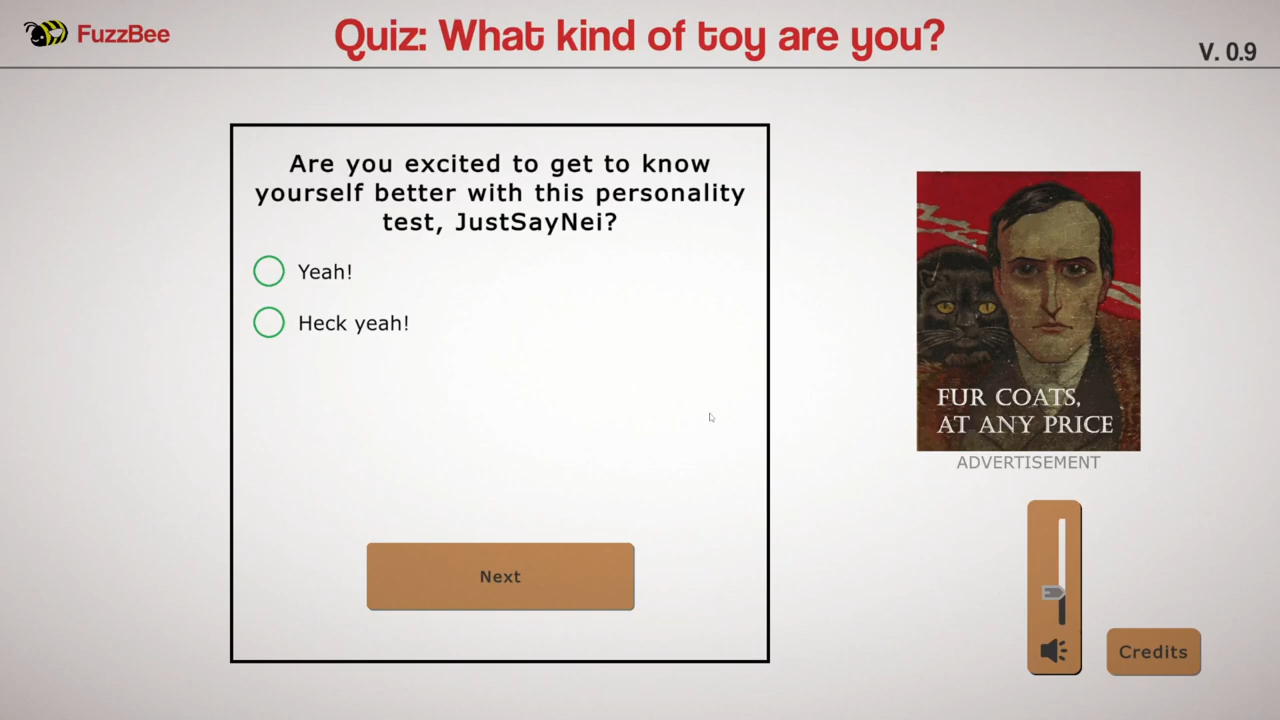 FuzzBee
Quiz: What kind of toy are you?
V. 0.9
Are you excited to get to know
yourself better with this personality
test, JustSayNei?
Yeah!
Heck yeah!
Next
FUR COATS,
AT ANY PRICE
ADVERTISEMENT
Credits